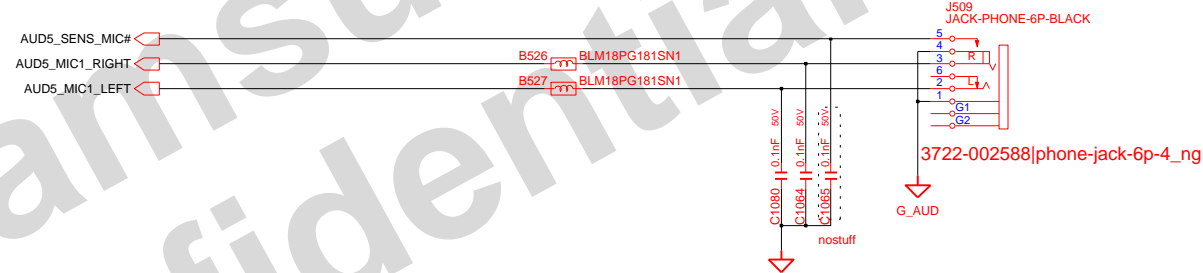 J509
JACK-PHONE-6P-BLACK
AUD5_SENS_MIC#
5
4
AUD5_MIC1_RIGHT
B526
BLM18PG181SN1
3
R
6
AUD5_MIC1_LEFT
B527
BLM18PG181SN1
2
L
1
G1
G2
50V
50V
50V
0.1nF
0.1nF
0.1nF
C1080
C1064
C1065
3722-002588|phone-jack-6p-4_ng
G_AUD
nostuff
amsu
fidential